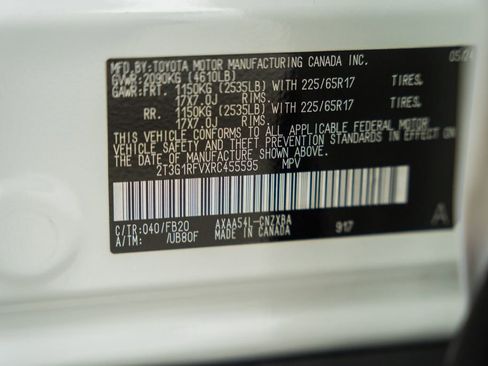 MFD.BY:TOYOTA MOTOR MANUFACTURING CANADA INC. 05/24
GVWR:2090KG (4610LB)
GAWR:FRT. 1150KG (2535LB) WITH 225/65R17 TIRES,
17X7.0J RIMS,
RR. 1150KG (2535LB) WITH 225/65R17 TIRES,
17X7.0J RIMS,
THIS VEHICLE CONFORMS TO ALL APPLICABLE FEDERAL MOTOR
VEHICLE SAFETY AND THEFT PREVENTION STANDARDS IN EFFECT
ON THE DATE OF MANUFACTURE SHOWN ABOVE.
2T3G1RFVXRC455595 MPV
C/TR:040/FB20 AXAA54L-CNZXBA 917 A
A/TM: /UB80F MADE IN CANADA